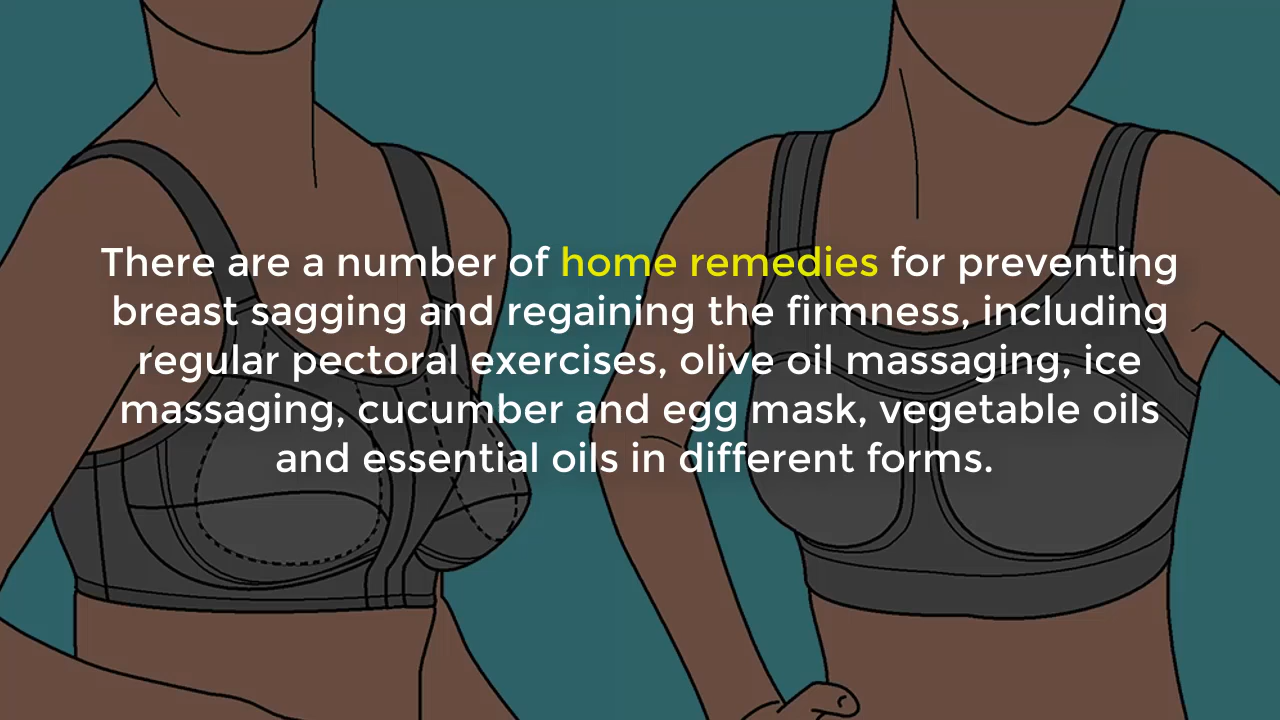 There are a number of home remedies for preventing
breast sagging and regaining the firmness, including
regular pectoral exercises, olive oil massaging, ice
massaging, cucumber and egg mask, vegetable oils
and essential oils in different forms.